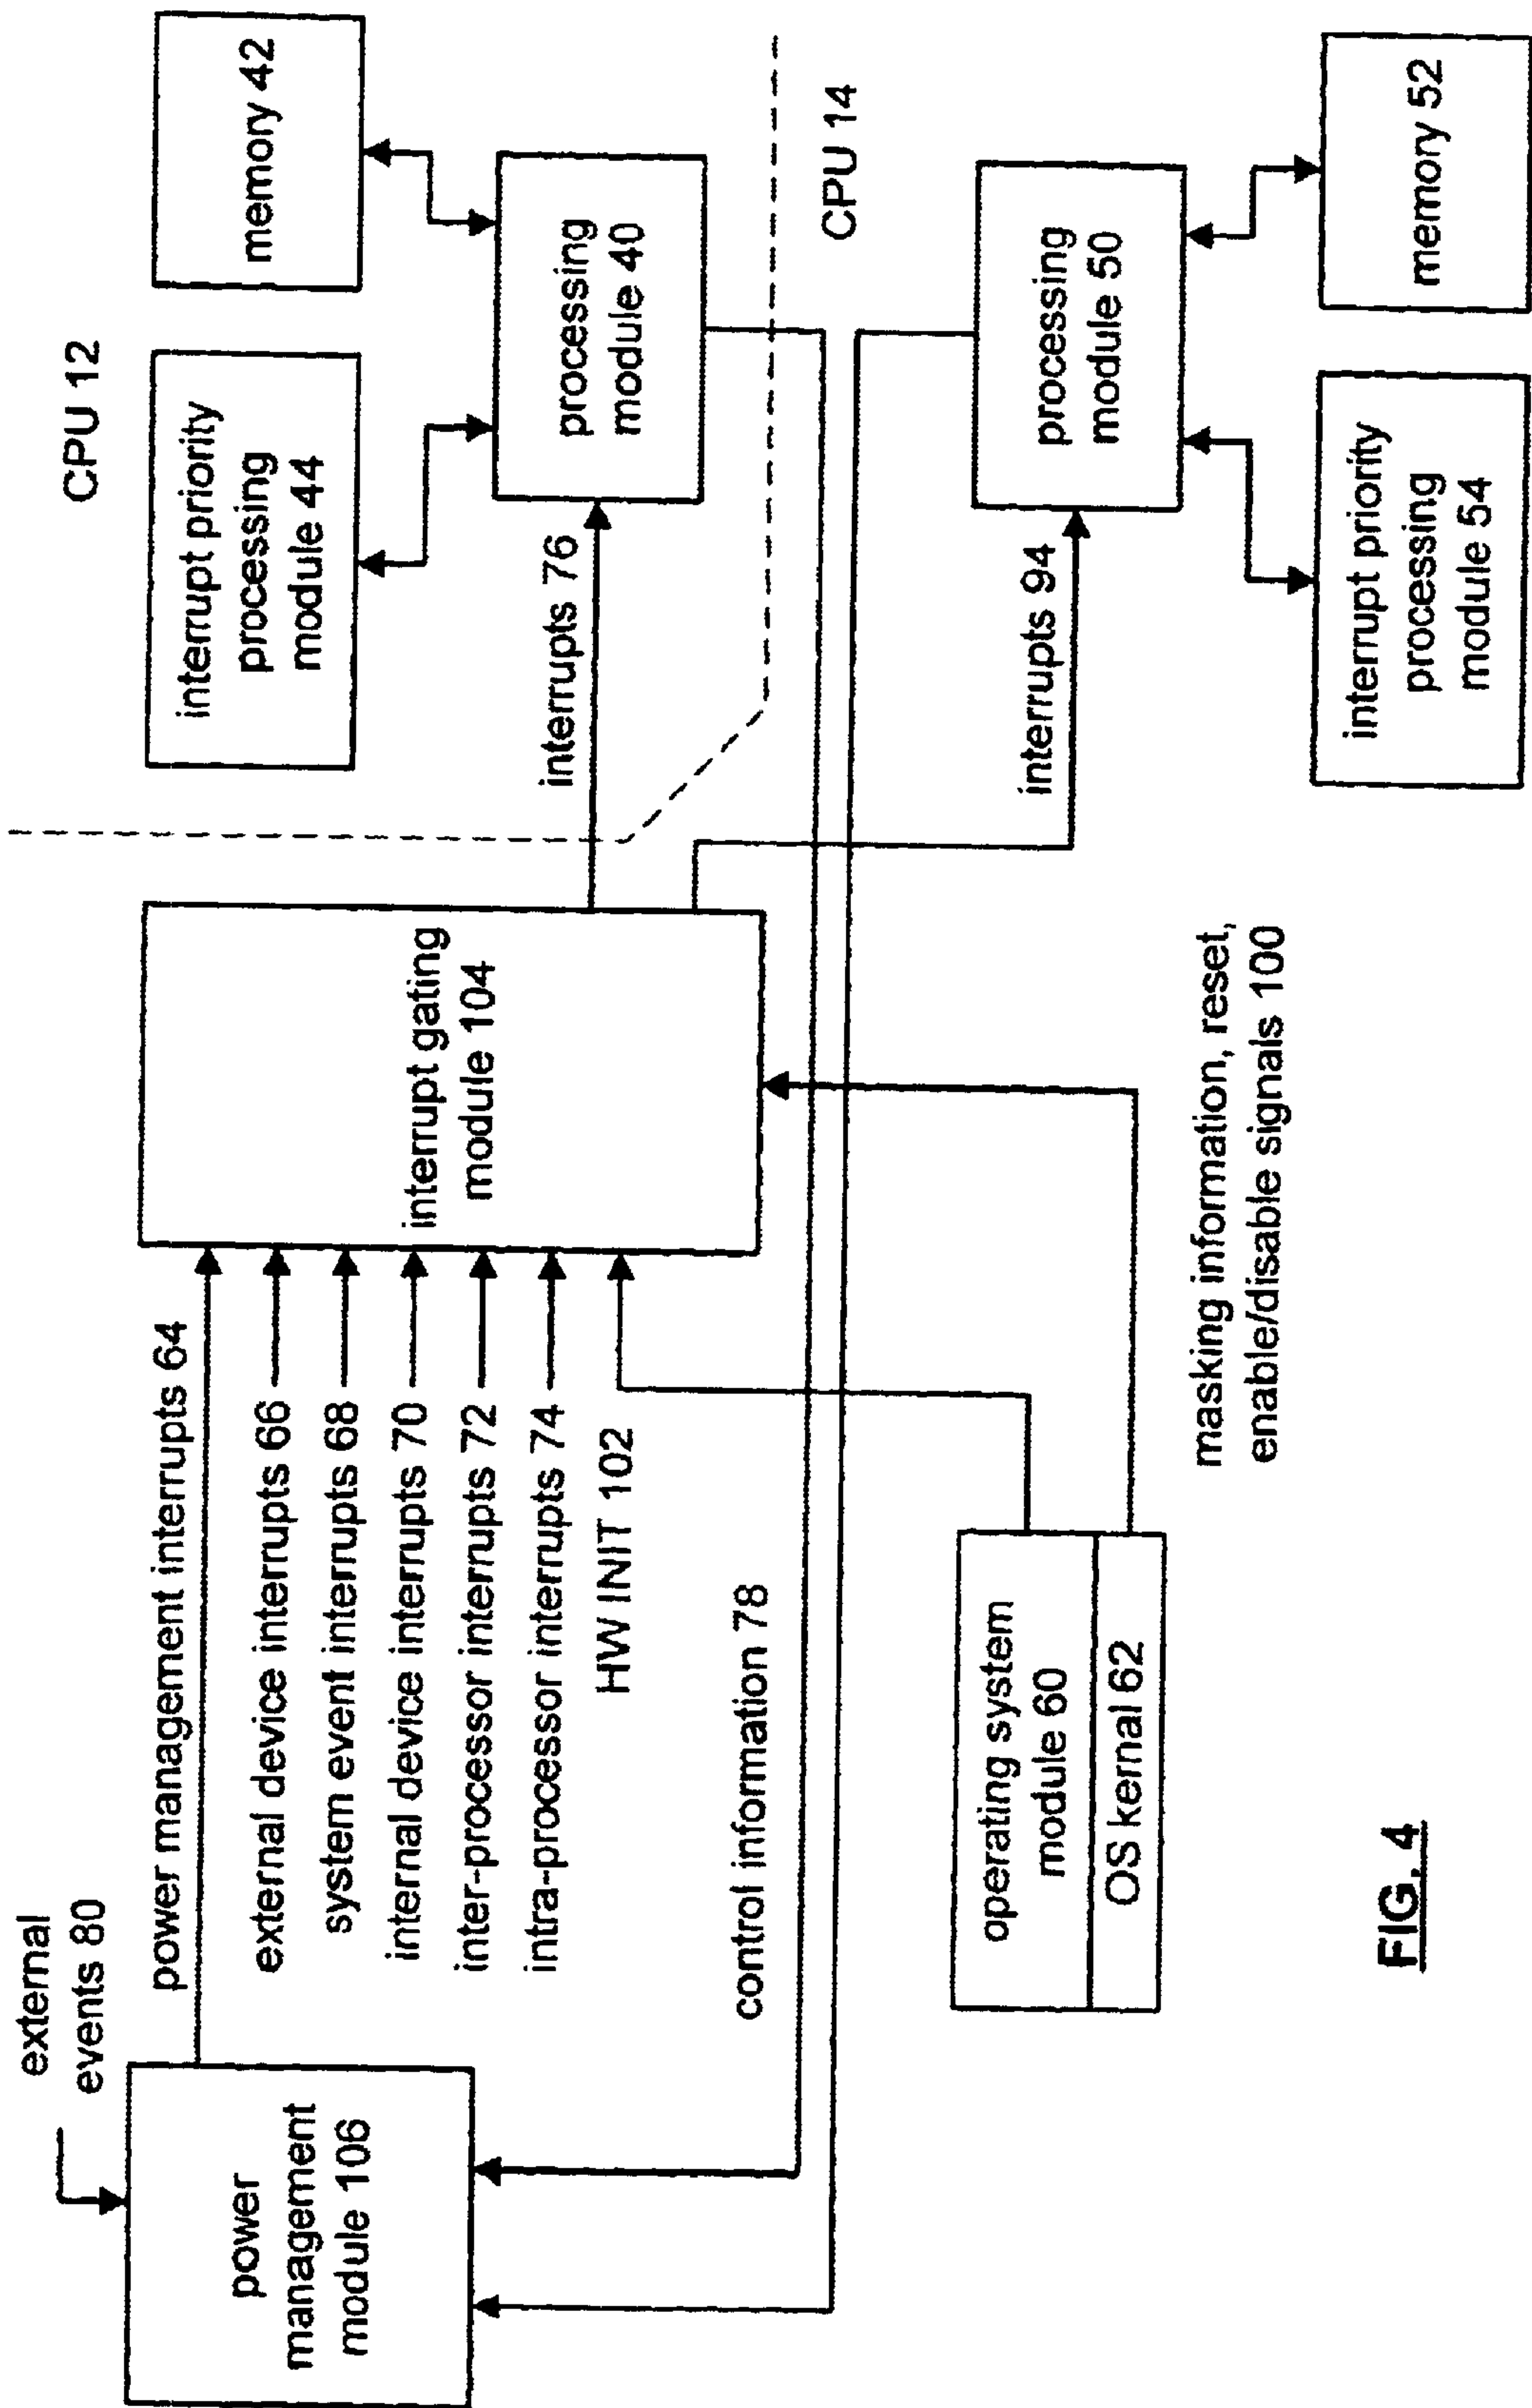 external
events 80
power
management
module 106
power management interrupts 64
external device interrupts 66
system event interrupts 68
internal device interrupts 70
inter-processor interrupts 72
intra-processor interrupts 74
HW INIT 102
control information 78
operating system
module 60
OS kernal 62
masking information, reset,
enable/disable signals 100
interrupt gating
module 104
CPU 12
interrupt priority
processing
module 44
memory 42
interrupts 76
processing
module 40
CPU 14
interrupts 94
processing
module 50
interrupt priority
processing
module 54
memory 52
FIG. 4